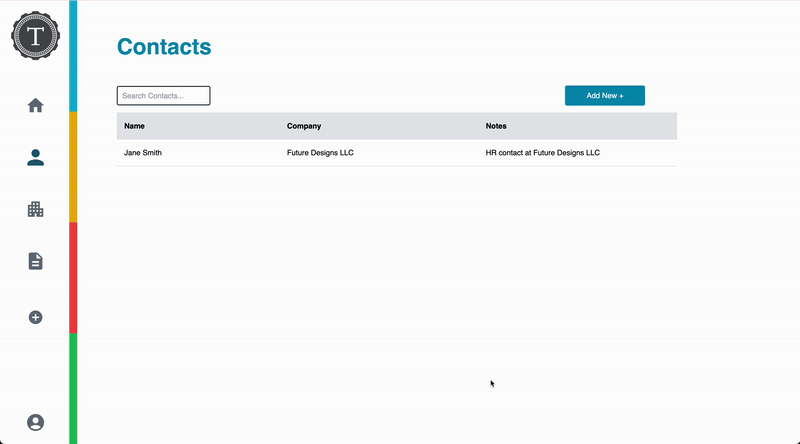 T
Contacts
Search Contacts...
Add New +
Name Company Notes
Jane Smith Future Designs LLC HR contact at Future Designs LLC